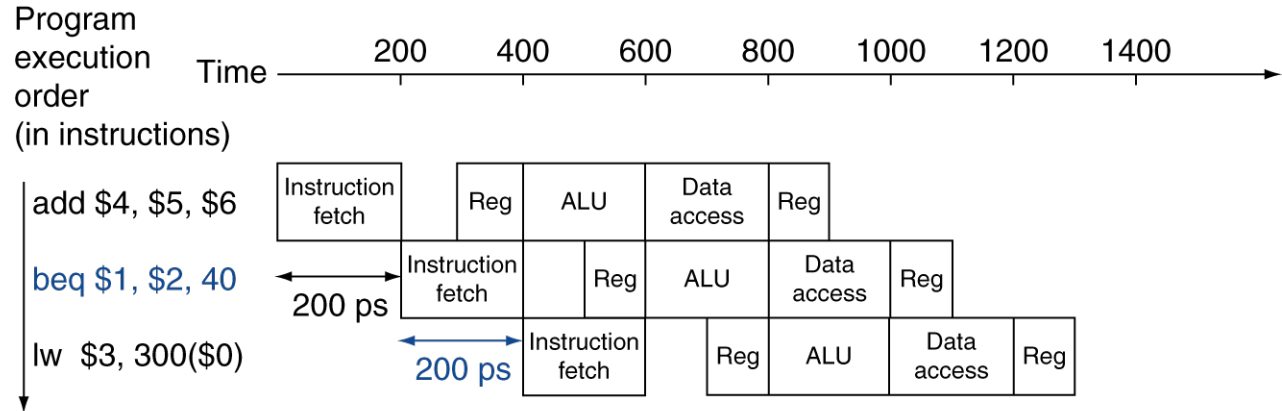 Program
execution
order
(in instructions)
Time
200 400 600 800 1000 1200 1400
add $4, $5, $6
Instruction
fetch
Reg
ALU
Data
access
Reg
beq $1, $2, 40
200 ps
Instruction
fetch
Reg
ALU
Data
access
Reg
lw $3, 300($0)
200 ps
Instruction
fetch
Reg
ALU
Data
access
Reg